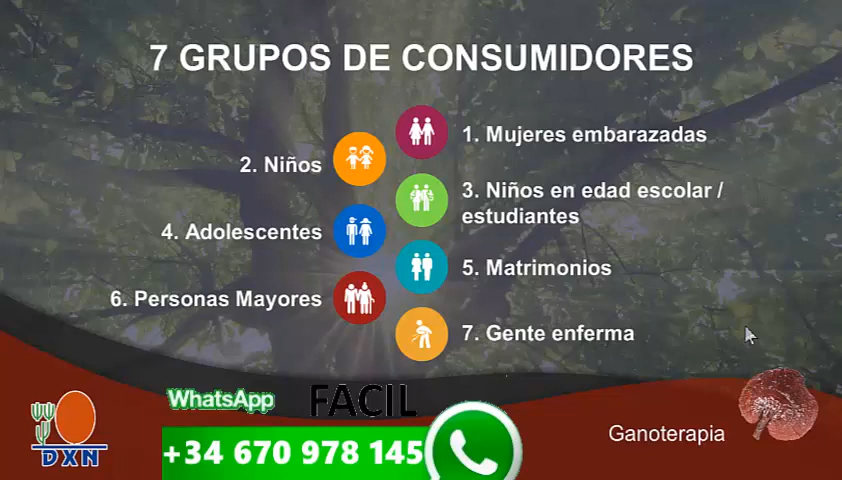 7 GRUPOS DE CONSUMIDORES
1. Mujeres embarazadas
2. Niños
3. Niños en edad escolar /
estudiantes
4. Adolescentes
5. Matrimonios
6. Personas Mayores
7. Gente enferma
WhatsApp FACIL
+34 670 978 145
DXN
Ganoterapia